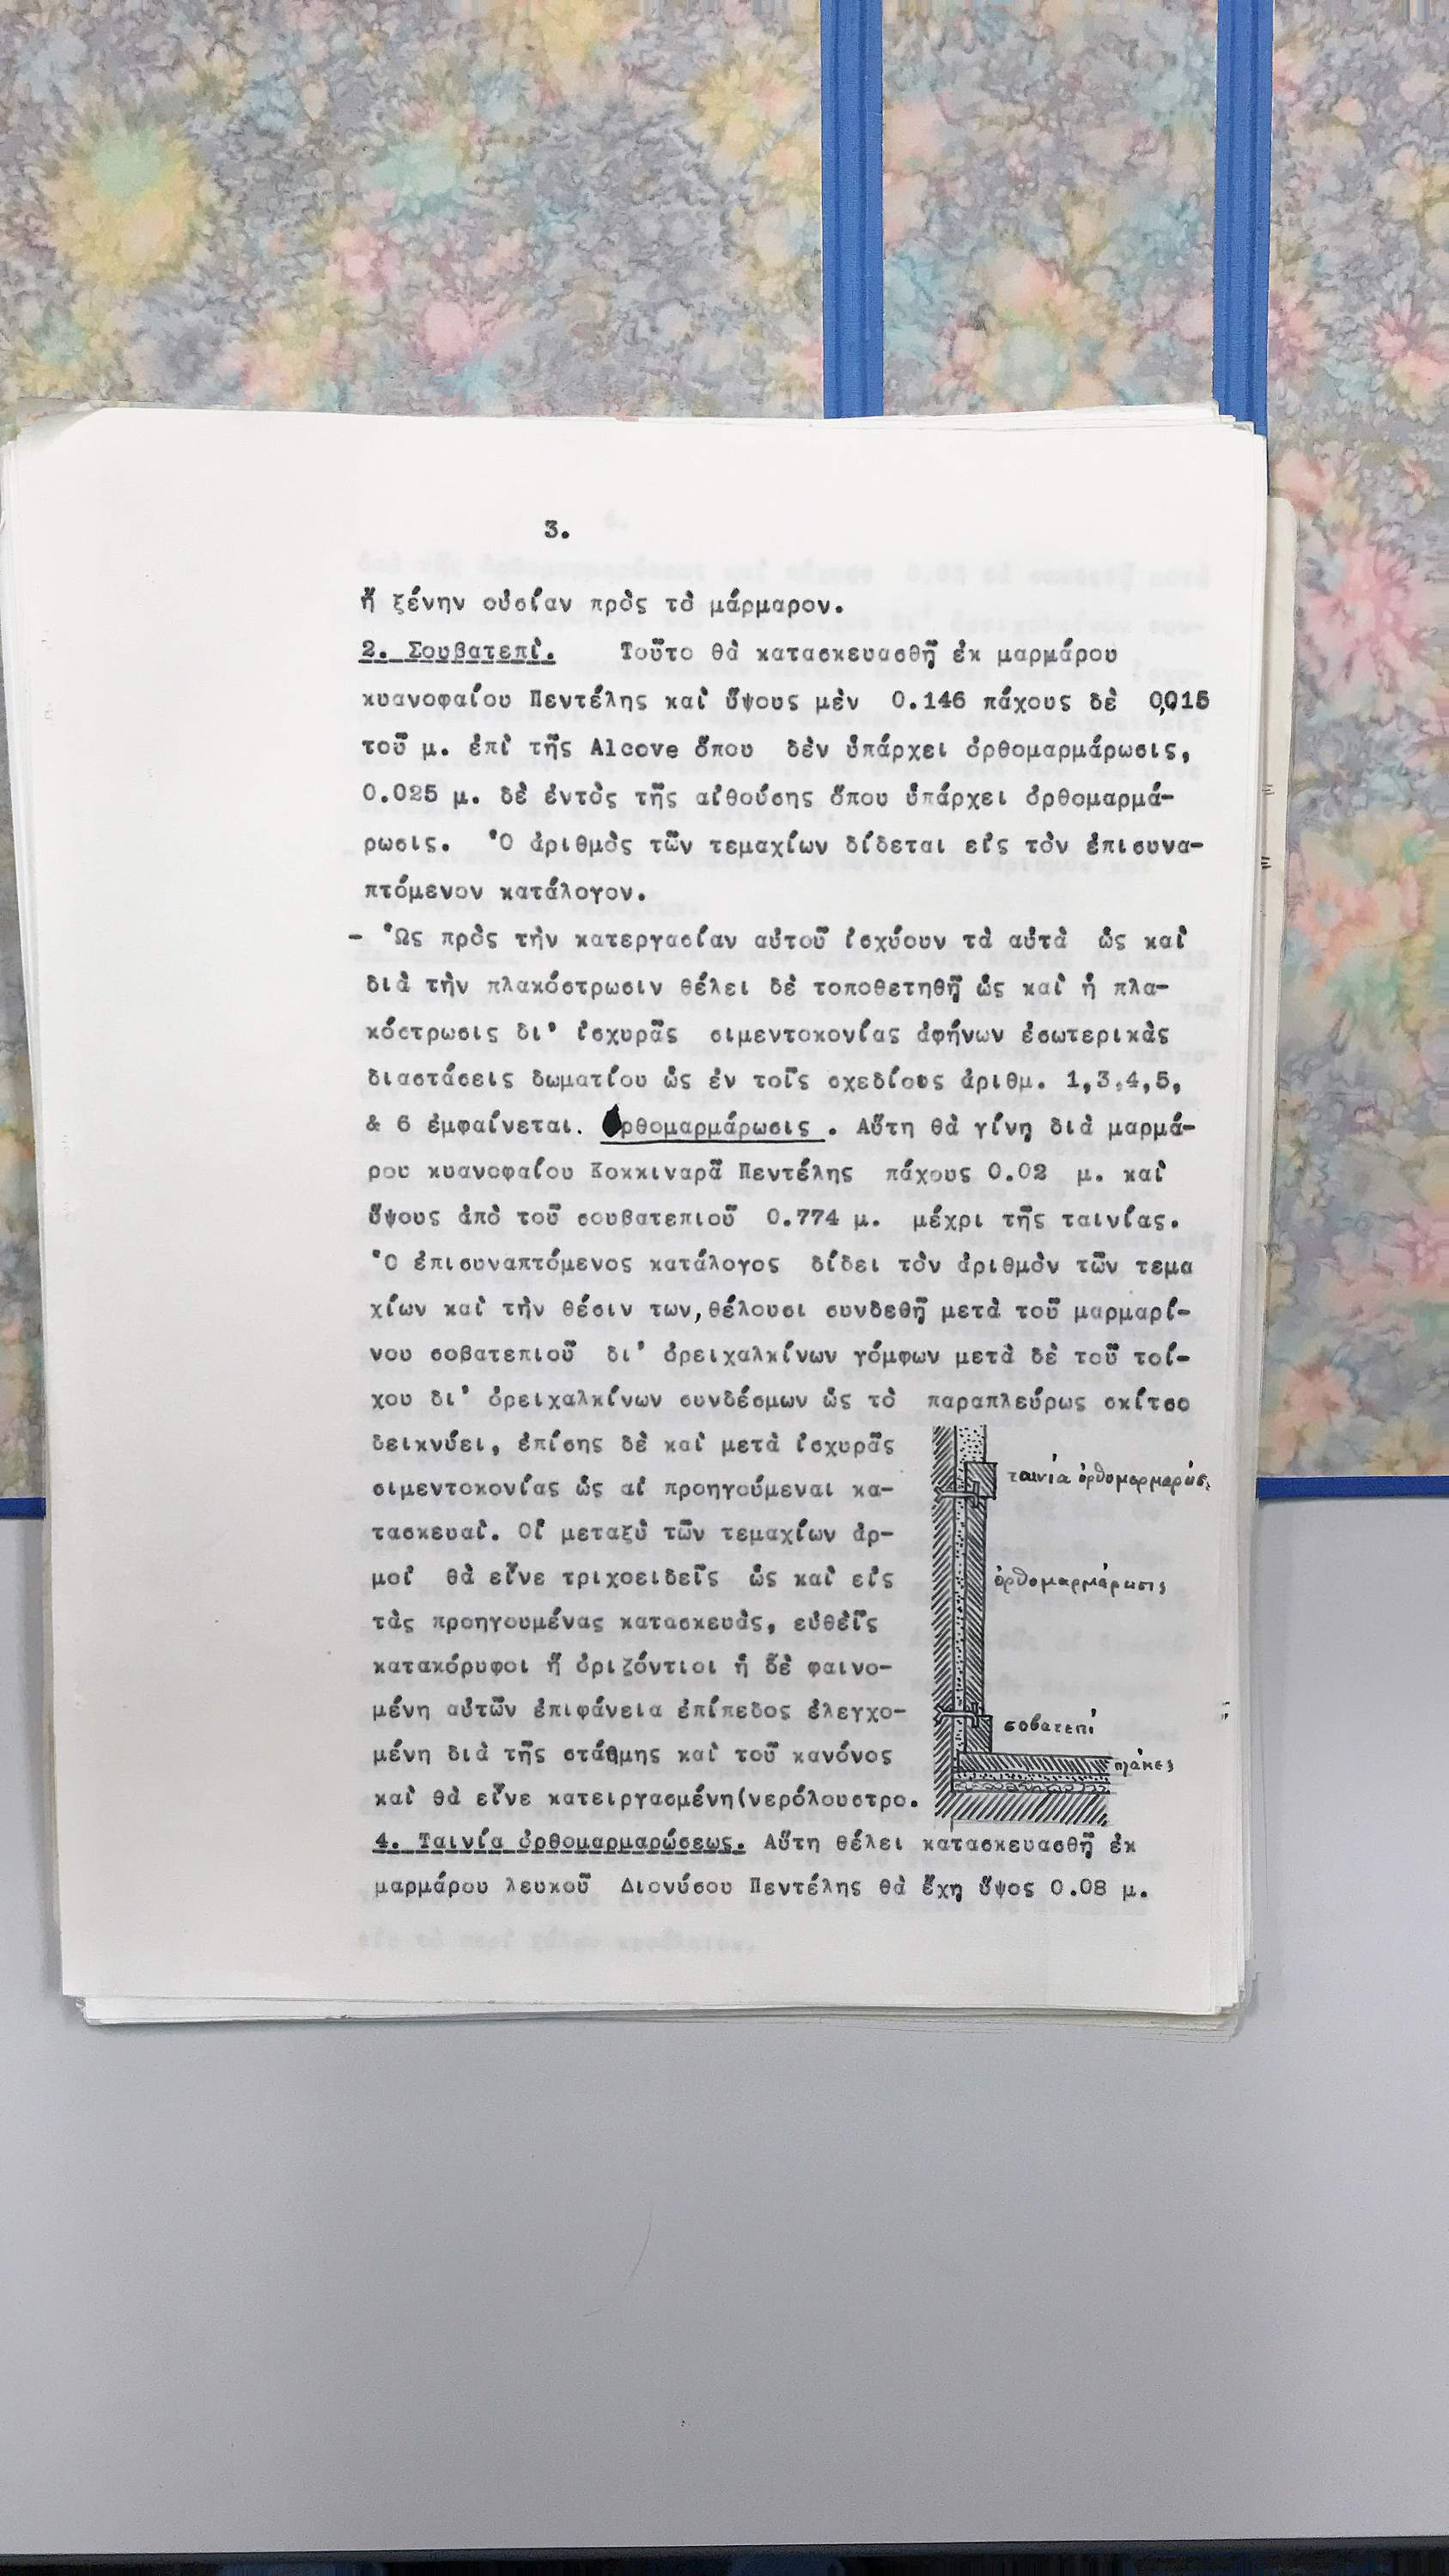 3.
ἤ ξένην οὐσίαν πρὸς τὸ μάρμαρον.
2. Σουβατεπὶ. Τοῦτο θὰ κατασκευασθῇ ἐκ μαρμάρου
κυανοφαίου Πεντέλης καὶ ὕψους μὲν 0.146 πάχους δὲ 0,015
τοῦ μ. ἐπὶ τῆς Alcove ὅπου δὲν ὑπάρχει ὀρθομαρμάρωσις,
0.025 μ. δὲ ἐντὸς τῆς αἰθούσης ὅπου ὑπάρχει ὀρθομαρμά-
ρωσις. Ὁ ἀριθμὸς τῶν τεμαχίων δίδεται εἰς τὸν ἐπισυνα-
πτόμενον κατάλογον.
- Ὡς πρὸς τὴν κατεργασίαν αὐτοῦ ἰσχύουν τὰ αὐτὰ ὡς καὶ
διὰ τὴν πλακόστρωσιν θέλει δὲ τοποθετηθῇ ὡς καὶ ἡ πλα-
κόστρωσις δι' ἰσχυρᾶς σιμεντοκονίας ἀφήνων ἐσωτερικὰς
διαστάσεις δωματίου ὡς ἐν τοῖς σχεδίοις ἀριθμ. 1,3,4,5,
& 6 ἐμφαίνεται. Ὀρθομαρμάρωσις . Αὕτη θὰ γίνῃ διὰ μαρμά-
ρου κυανοφαίου Κοκκιναρᾶ Πεντέλης πάχους 0.02 μ. καὶ
ὕψους ἀπὸ τοῦ σουβατεπιοῦ 0.774 μ. μέχρι τῆς ταινίας.
Ὁ ἐπισυναπτόμενος κατάλογος δίδει τὸν ἀριθμὸν τῶν τεμα
χίων καὶ τὴν θέσιν των,θέλουσι συνδεθῇ μετὰ τοῦ μαρμαρί-
νου σοβατεπιοῦ δι' ὀρειχαλκίνων γόμφων μετὰ δὲ τοῦ τοί-
χου δι' ὀρειχαλκίνων συνδέσμων ὡς τὸ παραπλεύρως σκίτσο
δεικνύει, ἐπίσης δὲ καὶ μετὰ ἰσχυρᾶς
σιμεντοκονίας ὡς αἱ προηγούμεναι κα-
τασκευαὶ. Οἱ μεταξὺ τῶν τεμαχίων ἁρ-
μοὶ θὰ εἶνε τριχοειδεῖς ὡς καὶ εἰς
τὰς προηγουμένας κατασκευὰς, εὐθεῖς
κατακόρυφοι ἤ ὁριζόντιοι ἡ δὲ φαινο-
μένη αὐτῶν ἐπιφάνεια ἐπίπεδος ἐλεγχο-
μένη διὰ τῆς στάθμης καὶ τοῦ κανόνος
καὶ θὰ εἶνε κατειργασμένη(νερόλουστρο.
ταινία ὀρθομαρμαρώσ.
ὀρθομαρμάρωσις
σοβατεπί
πλάκες
4. Ταινία ὀρθομαρμαρώσεως. Αὕτη θέλει κατασκευασθῇ ἐκ
μαρμάρου λευκοῦ Διονύσου Πεντέλης θὰ ἔχη ὕψος 0.08 μ.